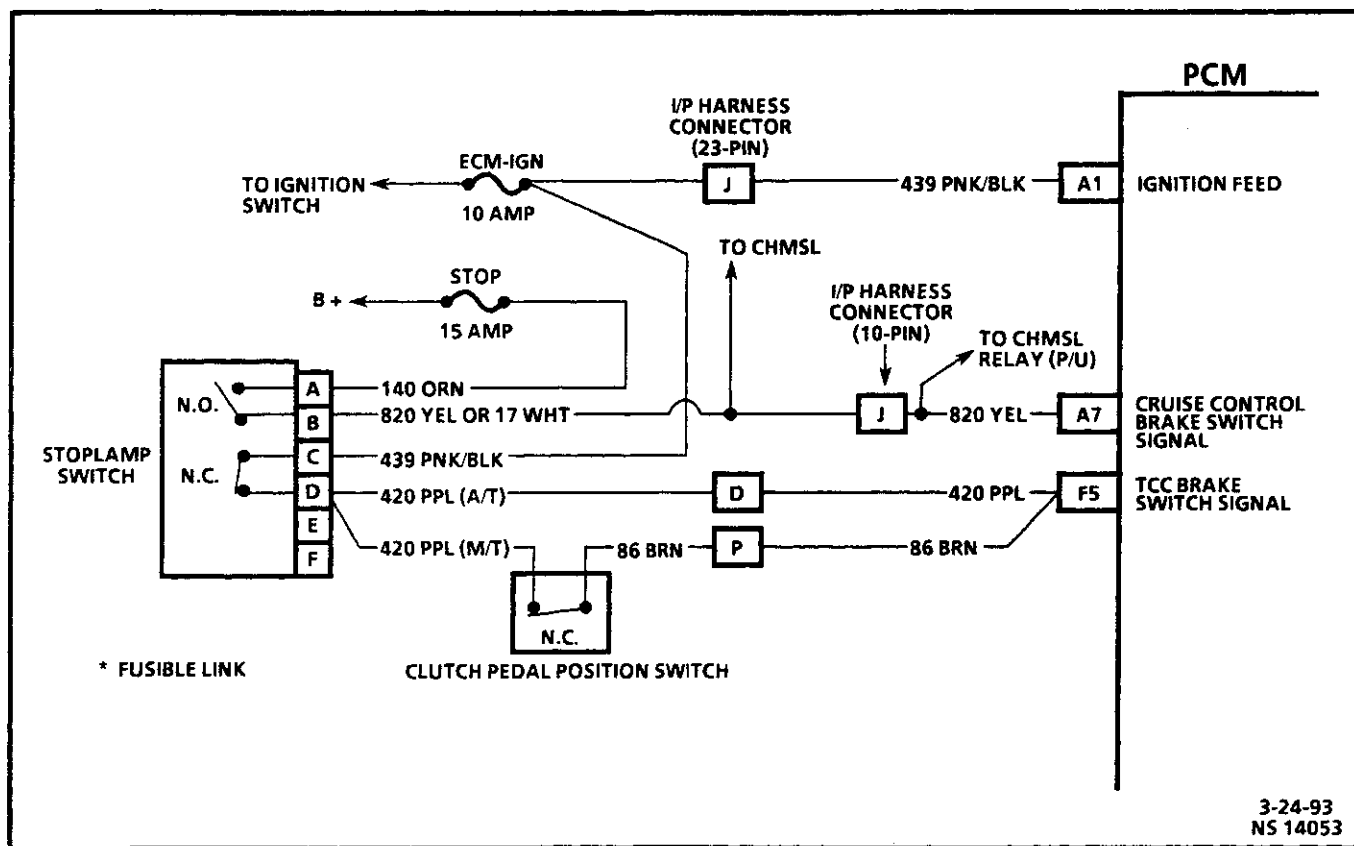 PCM
I/P HARNESS
CONNECTOR
(23-PIN)
ECM-IGN
TO IGNITION
SWITCH
10 AMP
J
439 PNK/BLK
A1
IGNITION FEED
TO CHMSL
STOP
B +
15 AMP
I/P HARNESS
CONNECTOR
(10-PIN)
TO CHMSL
RELAY (P/U)
STOPLAMP
SWITCH
N.O.
N.C.
A
B
C
D
E
F
140 ORN
820 YEL OR 17 WHT
J
820 YEL
A7
CRUISE CONTROL
BRAKE SWITCH
SIGNAL
439 PNK/BLK
420 PPL (A/T)
D
420 PPL
F5
TCC BRAKE
SWITCH SIGNAL
420 PPL (M/T)
86 BRN
P
86 BRN
N.C.
* FUSIBLE LINK
CLUTCH PEDAL POSITION SWITCH
3-24-93
NS 14053